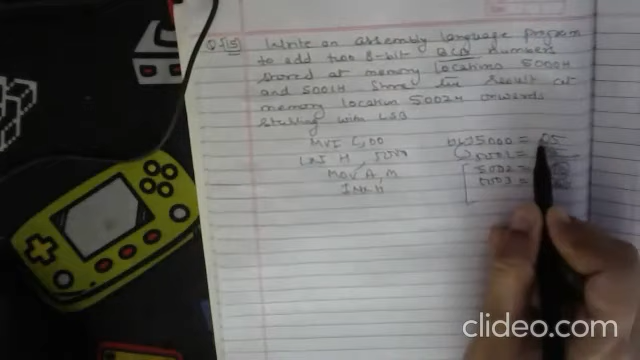 Q.15) Write an assembly language program
to add two 8-bit BCD numbers
stored at memory locations 5000H
and 5001H Store the result at
memory location 5002H onwards
starting with LSB
MVI C,00
LXI H, 5000
MOV A,M
INX H
5000 = 95
5001 =
5002 =
5003 =
clideo.com